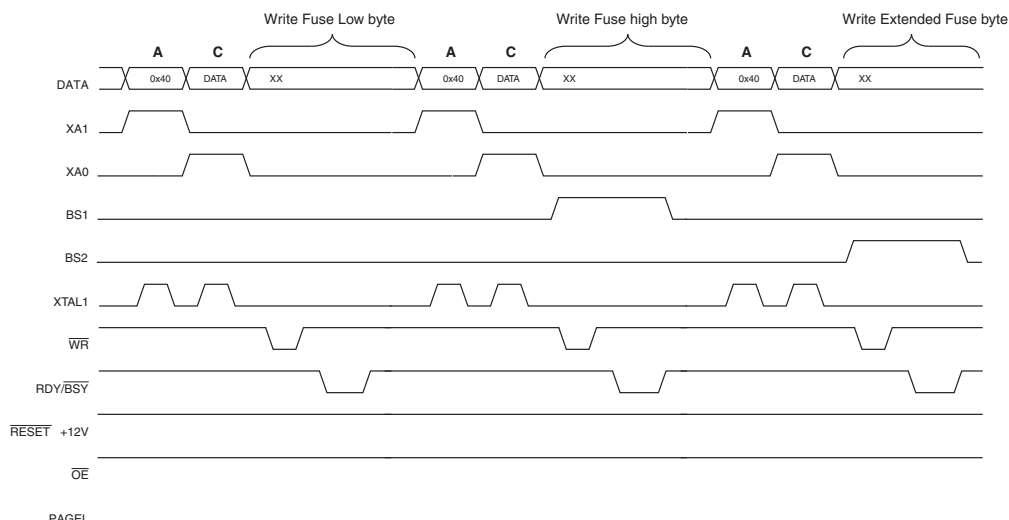 Write Fuse Low byte Write Fuse high byte Write Extended Fuse byte
A C A C A C
DATA 0x40 DATA XX 0x40 DATA XX 0x40 DATA XX
XA1
XA0
BS1
BS2
XTAL1
WR
RDY/BSY
RESET +12V
OE
PAGEL